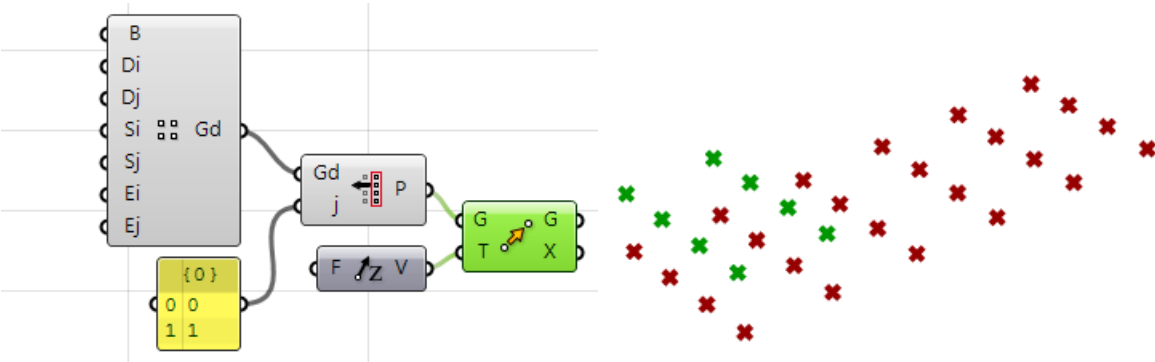 B
Di
Dj
Si Gd
Sj
Ei
Ej
Gd P
j
G G
T X
F Z V
{0}
0 0
1 1